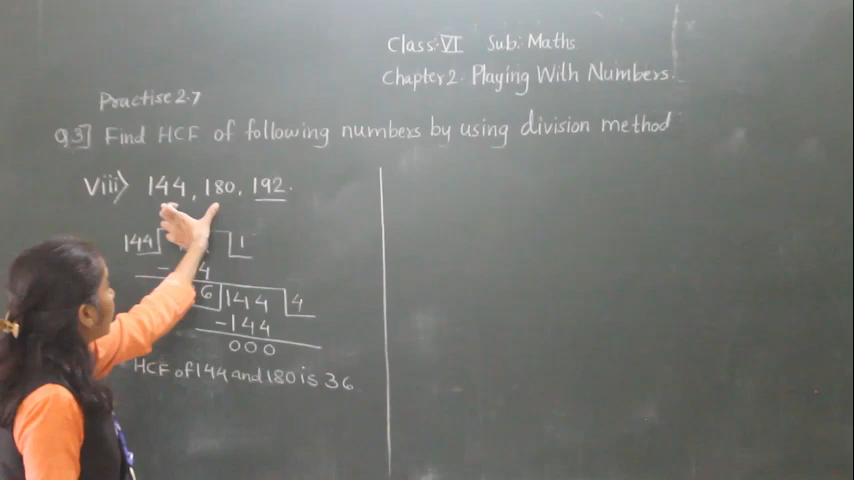 Class: VI Sub: Maths
Chapter 2. Playing With Numbers.
Practise 2.7
Q3] Find HCF of following numbers by using division method
Viii) 144, 180, 192.
144 1
- 4
6 144 4
-144
000
HCF of 144 and 180 is 36